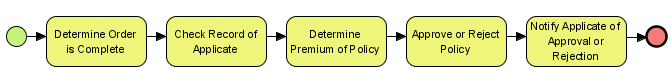 Determine Order
is Complete
Check Record of
Applicate
Determine
Premium of Policy
Approve or Reject
Policy
Notify Applicate of
Approval or
Rejection